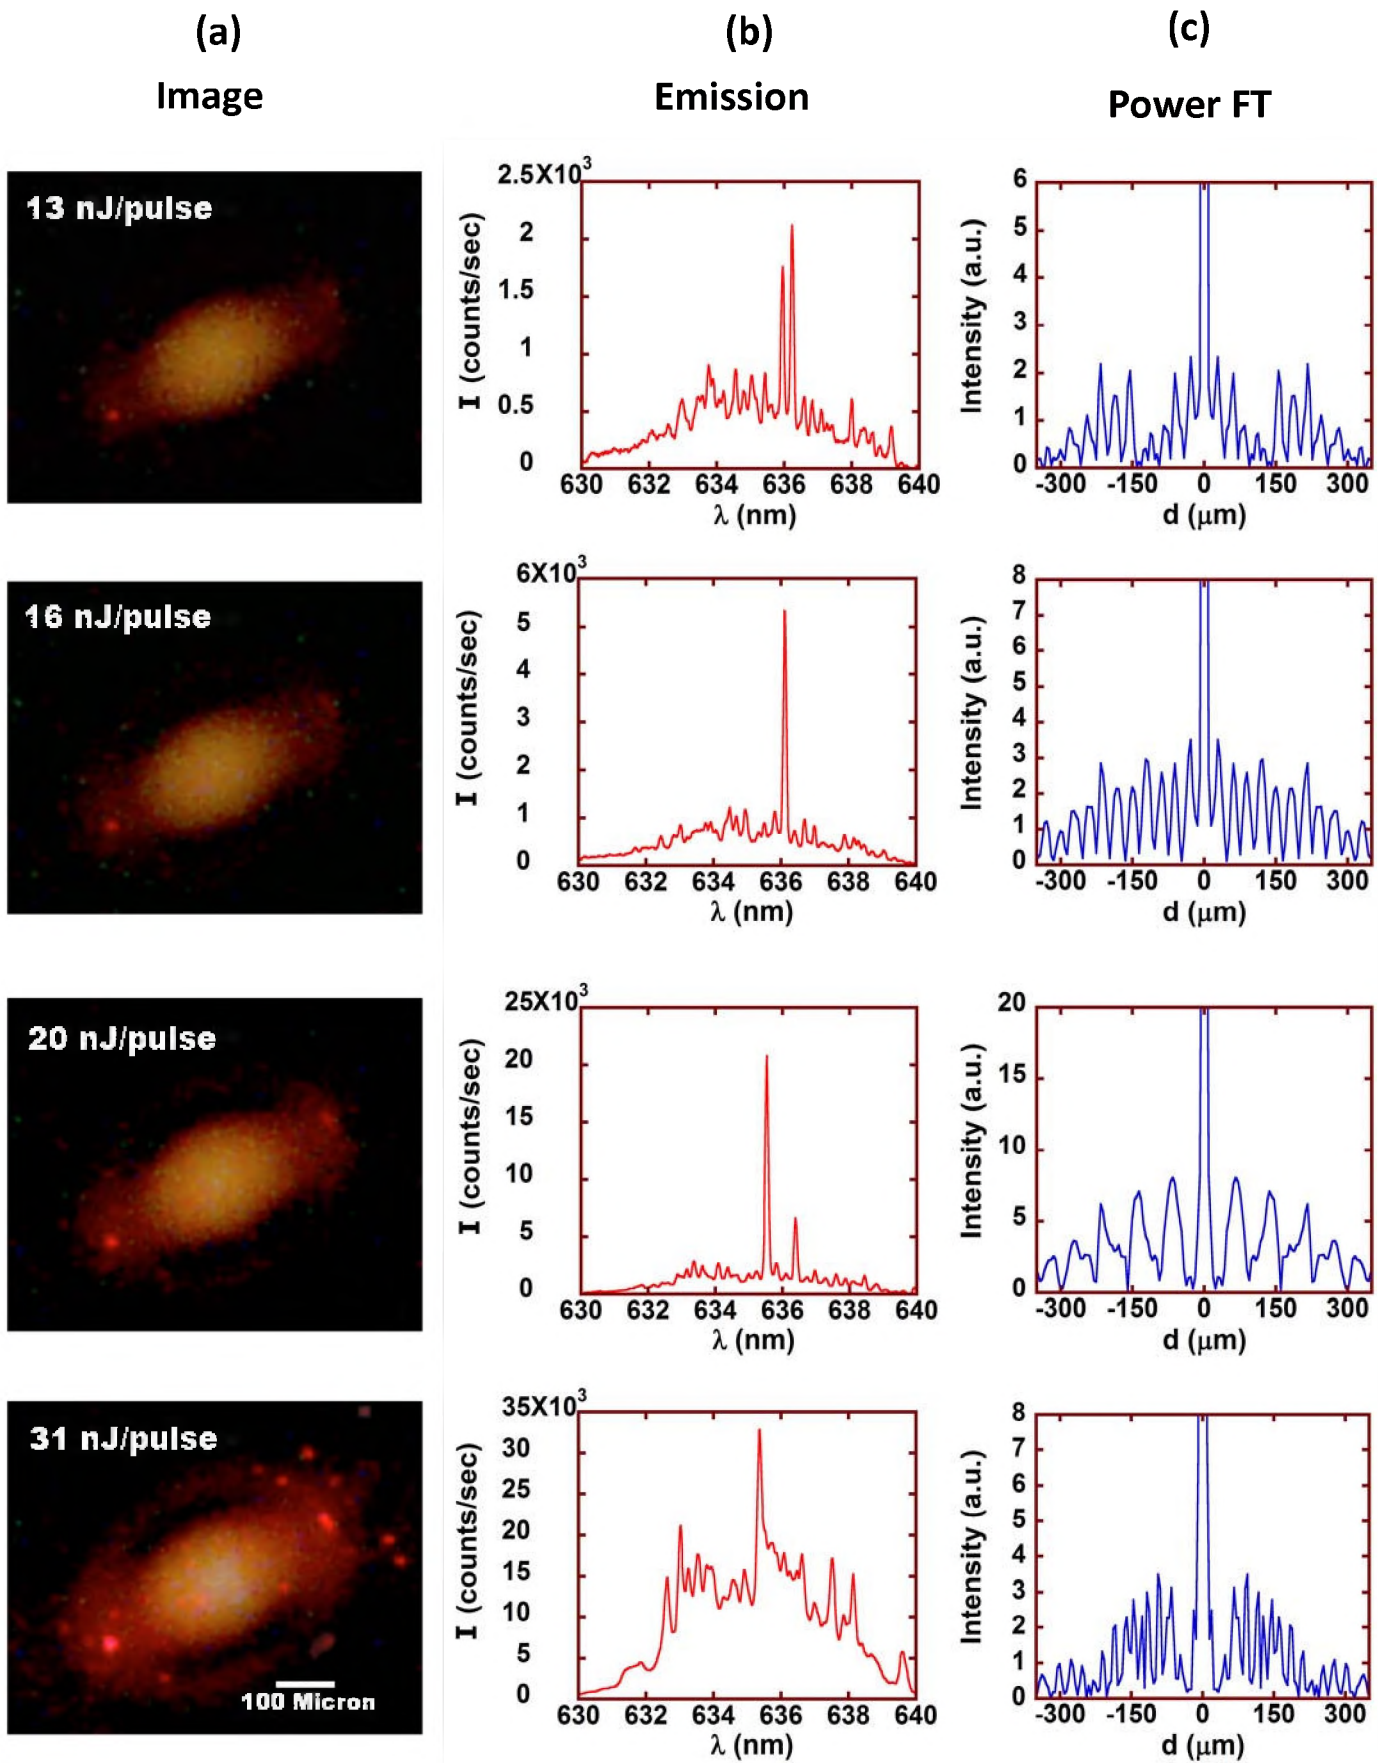 (a)
(b)
(c)
Image
Emission
Power FT
13 nJ/pulse
2.5X10³
2
1.5
1
0.5
0
I (counts/sec)
630 632 634 636 638 640
λ (nm)
6
5
4
3
2
1
0
Intensity (a.u.)
-300 -150 0 150 300
d (μm)
16 nJ/pulse
6X10³
5
4
3
2
1
0
I (counts/sec)
630 632 634 636 638 640
λ (nm)
8
7
6
5
4
3
2
1
0
Intensity (a.u.)
-300 -150 0 150 300
d (μm)
20 nJ/pulse
25X10³
20
15
10
5
0
I (counts/sec)
630 632 634 636 638 640
λ (nm)
20
15
10
5
0
Intensity (a.u.)
-300 -150 0 150 300
d (μm)
31 nJ/pulse
100 Micron
35X10³
30
25
20
15
10
5
0
I (counts/sec)
630 632 634 636 638 640
λ (nm)
8
7
6
5
4
3
2
1
0
Intensity (a.u.)
-300 -150 0 150 300
d (μm)